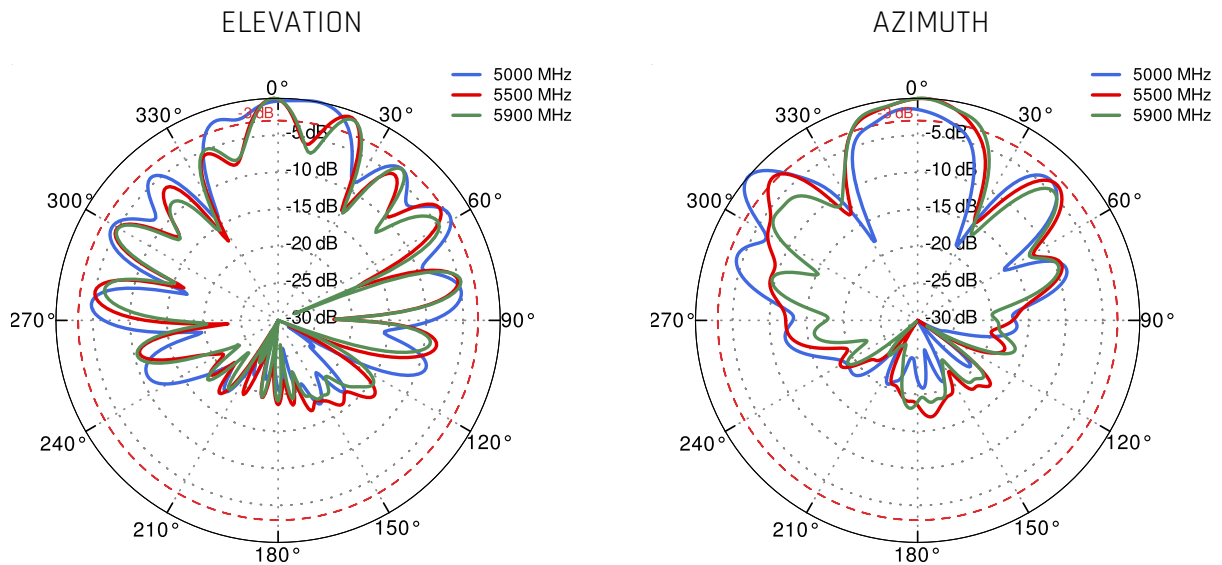 ELEVATION
5000 MHz
5500 MHz
5900 MHz
0°
30°
60°
90°
120°
150°
180°
210°
240°
270°
300°
330°
-3 dB
-5 dB
-10 dB
-15 dB
-20 dB
-25 dB
-30 dB
AZIMUTH
5000 MHz
5500 MHz
5900 MHz
0°
30°
60°
90°
120°
150°
180°
210°
240°
270°
300°
330°
-3 dB
-5 dB
-10 dB
-15 dB
-20 dB
-25 dB
-30 dB